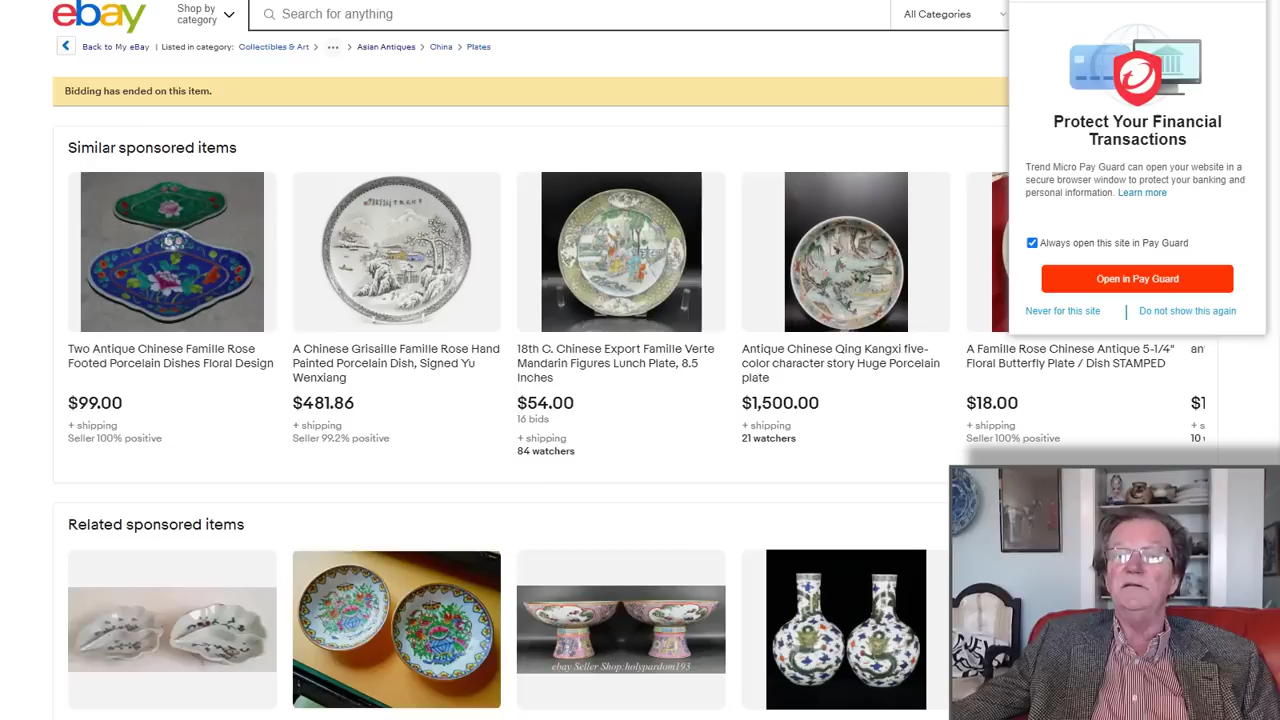 ebay
Shop by
category
Search for anything
All Categories
Back to My eBay | Listed in category: Collectibles & Art > ... > Asian Antiques > China > Plates
Bidding has ended on this item.
Similar sponsored items
Two Antique Chinese Famille Rose
Footed Porcelain Dishes Floral Design
$99.00
+ shipping
Seller 100% positive
A Chinese Grisaille Famille Rose Hand
Painted Porcelain Dish, Signed Yu
Wenxiang
$481.86
+ shipping
Seller 99.2% positive
18th C. Chinese Export Famille Verte
Mandarin Figures Lunch Plate, 8.5
Inches
$54.00
16 bids
+ shipping
84 watchers
Antique Chinese Qing Kangxi five-
color character story Huge Porcelain
plate
$1,500.00
+ shipping
21 watchers
A Famille Rose Chinese Antique 5-1/4"
Floral Butterfly Plate / Dish STAMPED
$18.00
+ shipping
Seller 100% positive
an
$1
+ s
10
Protect Your Financial
Transactions
Trend Micro Pay Guard can open your website in a
secure browser window to protect your banking and
personal information. Learn more
Always open this site in Pay Guard
Open in Pay Guard
Never for this site | Do not show this again
Related sponsored items
ebay Seller Shop:holypardom193